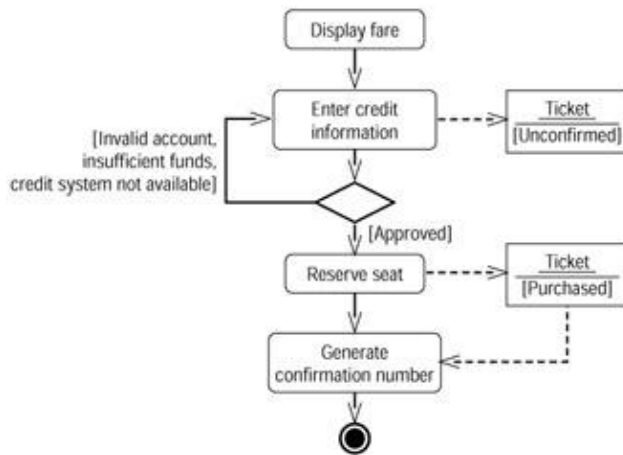 Display fare
Enter credit
information
Ticket
[Unconfirmed]
[Invalid account,
insufficient funds,
credit system not available]
[Approved]
Reserve seat
Ticket
[Purchased]
Generate
confirmation number